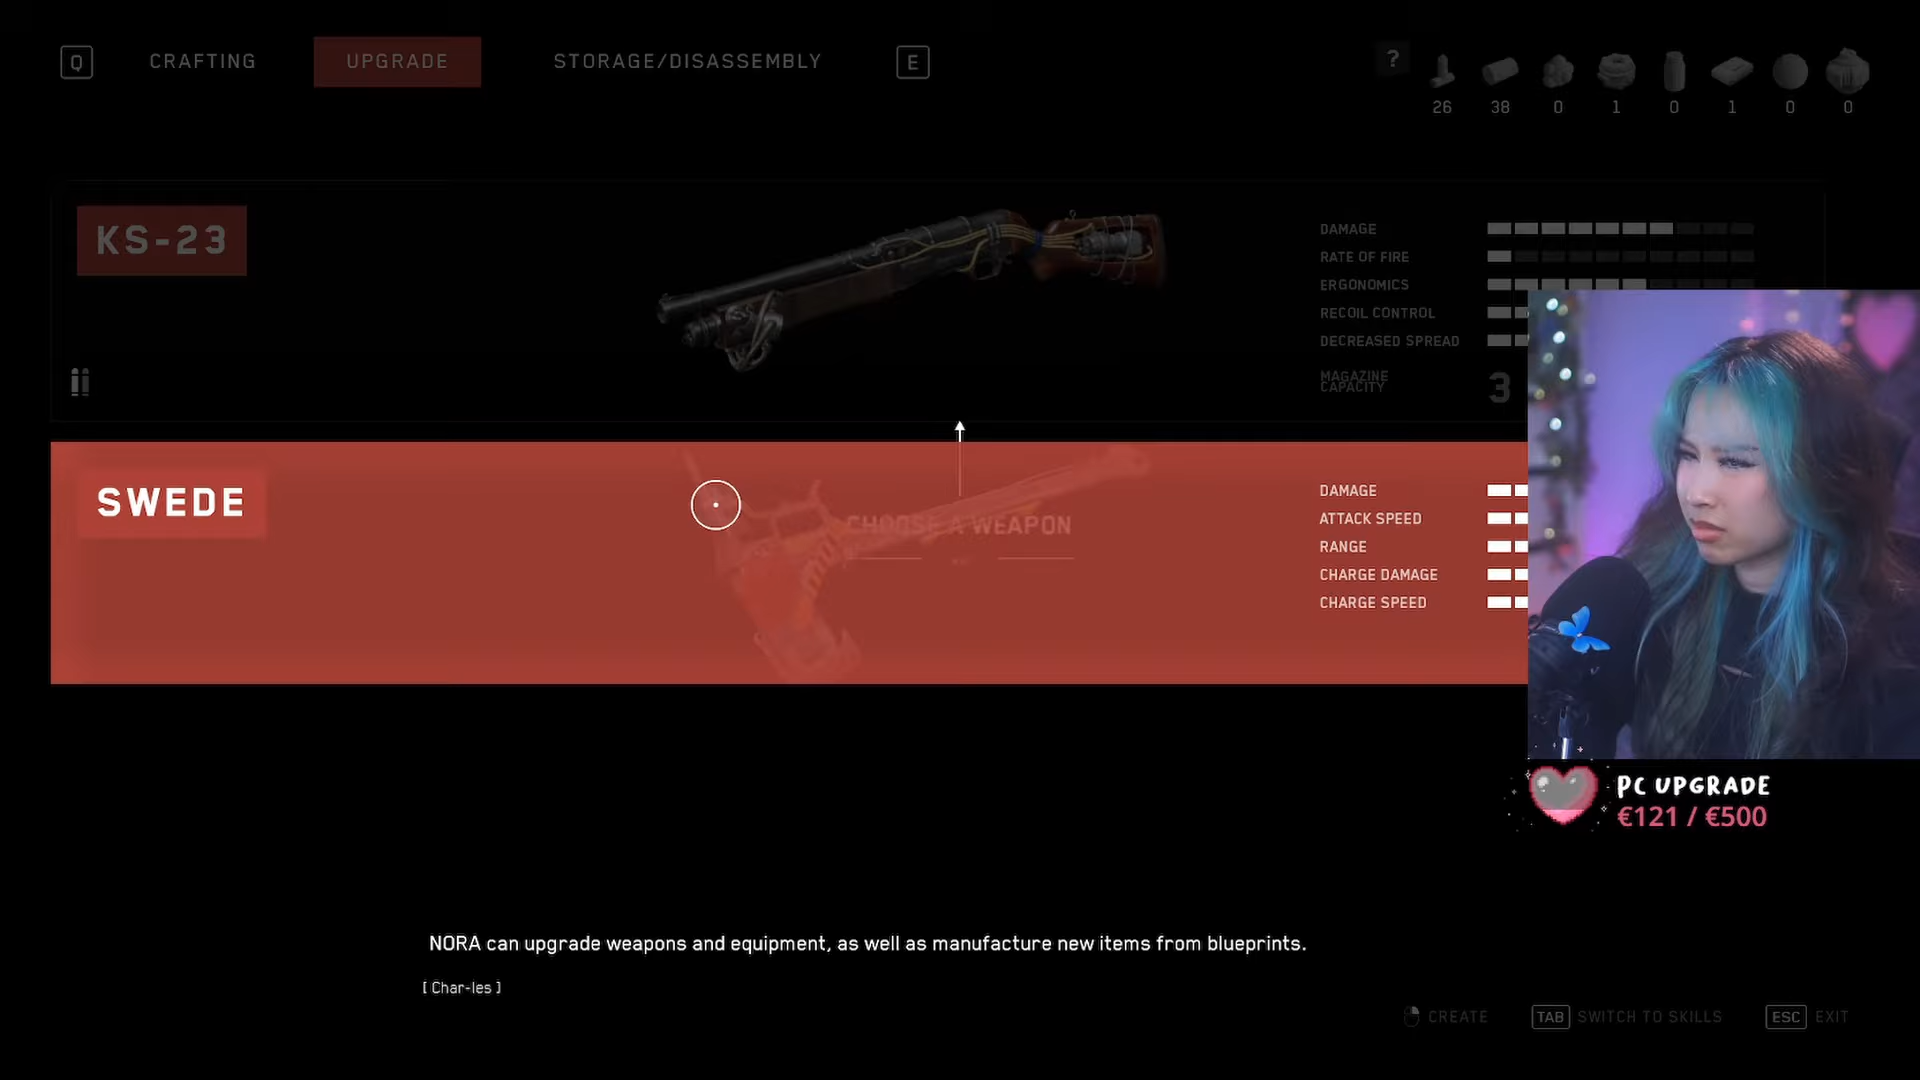 Q
CRAFTING
UPGRADE
STORAGE/DISASSEMBLY
E
?
26 38 0 1 0 1 0 0
KS-23
DAMAGE
RATE OF FIRE
ERGONOMICS
RECOIL CONTROL
DECREASED SPREAD
MAGAZINE
CAPACITY
3
SWEDE
CHOOSE A WEAPON
DAMAGE
ATTACK SPEED
RANGE
CHARGE DAMAGE
CHARGE SPEED
PC UPGRADE
€121 / €500
NORA can upgrade weapons and equipment, as well as manufacture new items from blueprints.
[ Char-les ]
CREATE
TAB SWITCH TO SKILLS
ESC EXIT